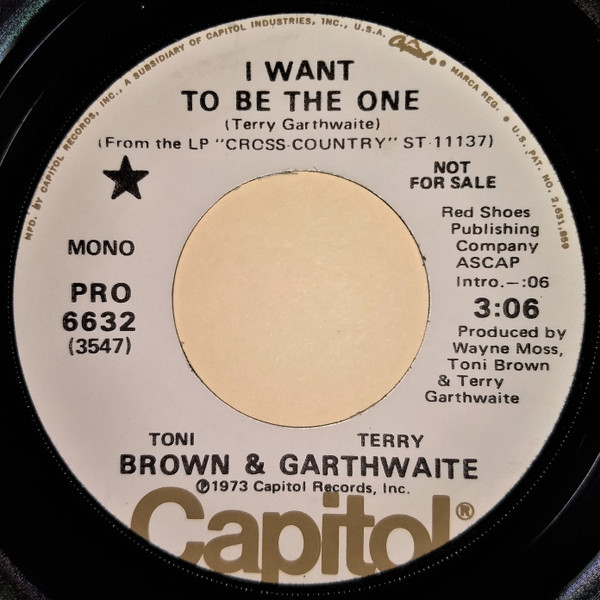 MFD. BY CAPITOL RECORDS, INC., A SUBSIDIARY OF CAPITOL INDUSTRIES, INC., U.S.A. Capitol ® MARCA REG. • U.S. PAT. NO. 2,631,859
I WANT
TO BE THE ONE
(Terry Garthwaite)
(From the LP "CROSS-COUNTRY" ST-11137)
NOT
FOR SALE
MONO
PRO
6632
(3547)
Red Shoes
Publishing
Company
ASCAP
Intro.—:06
3:06
Produced by
Wayne Moss,
Toni Brown
& Terry
Garthwaite
TONI TERRY
BROWN & GARTHWAITE
℗1973 Capitol Records, Inc.
Capitol®